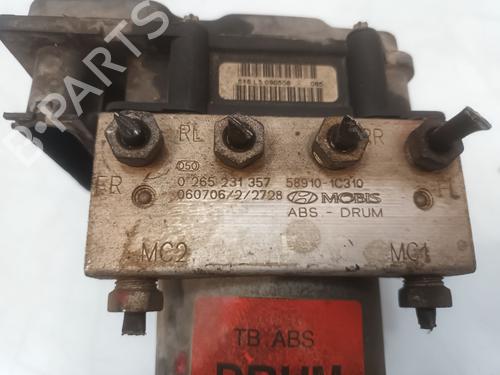 B-PARTS
RL
RR
050
FR
0 265 231 357 58910-1C310
FL
060706/2/2728 MOBIS
ABS - DRUM
MC2
MC1
TB ABS
DRUM